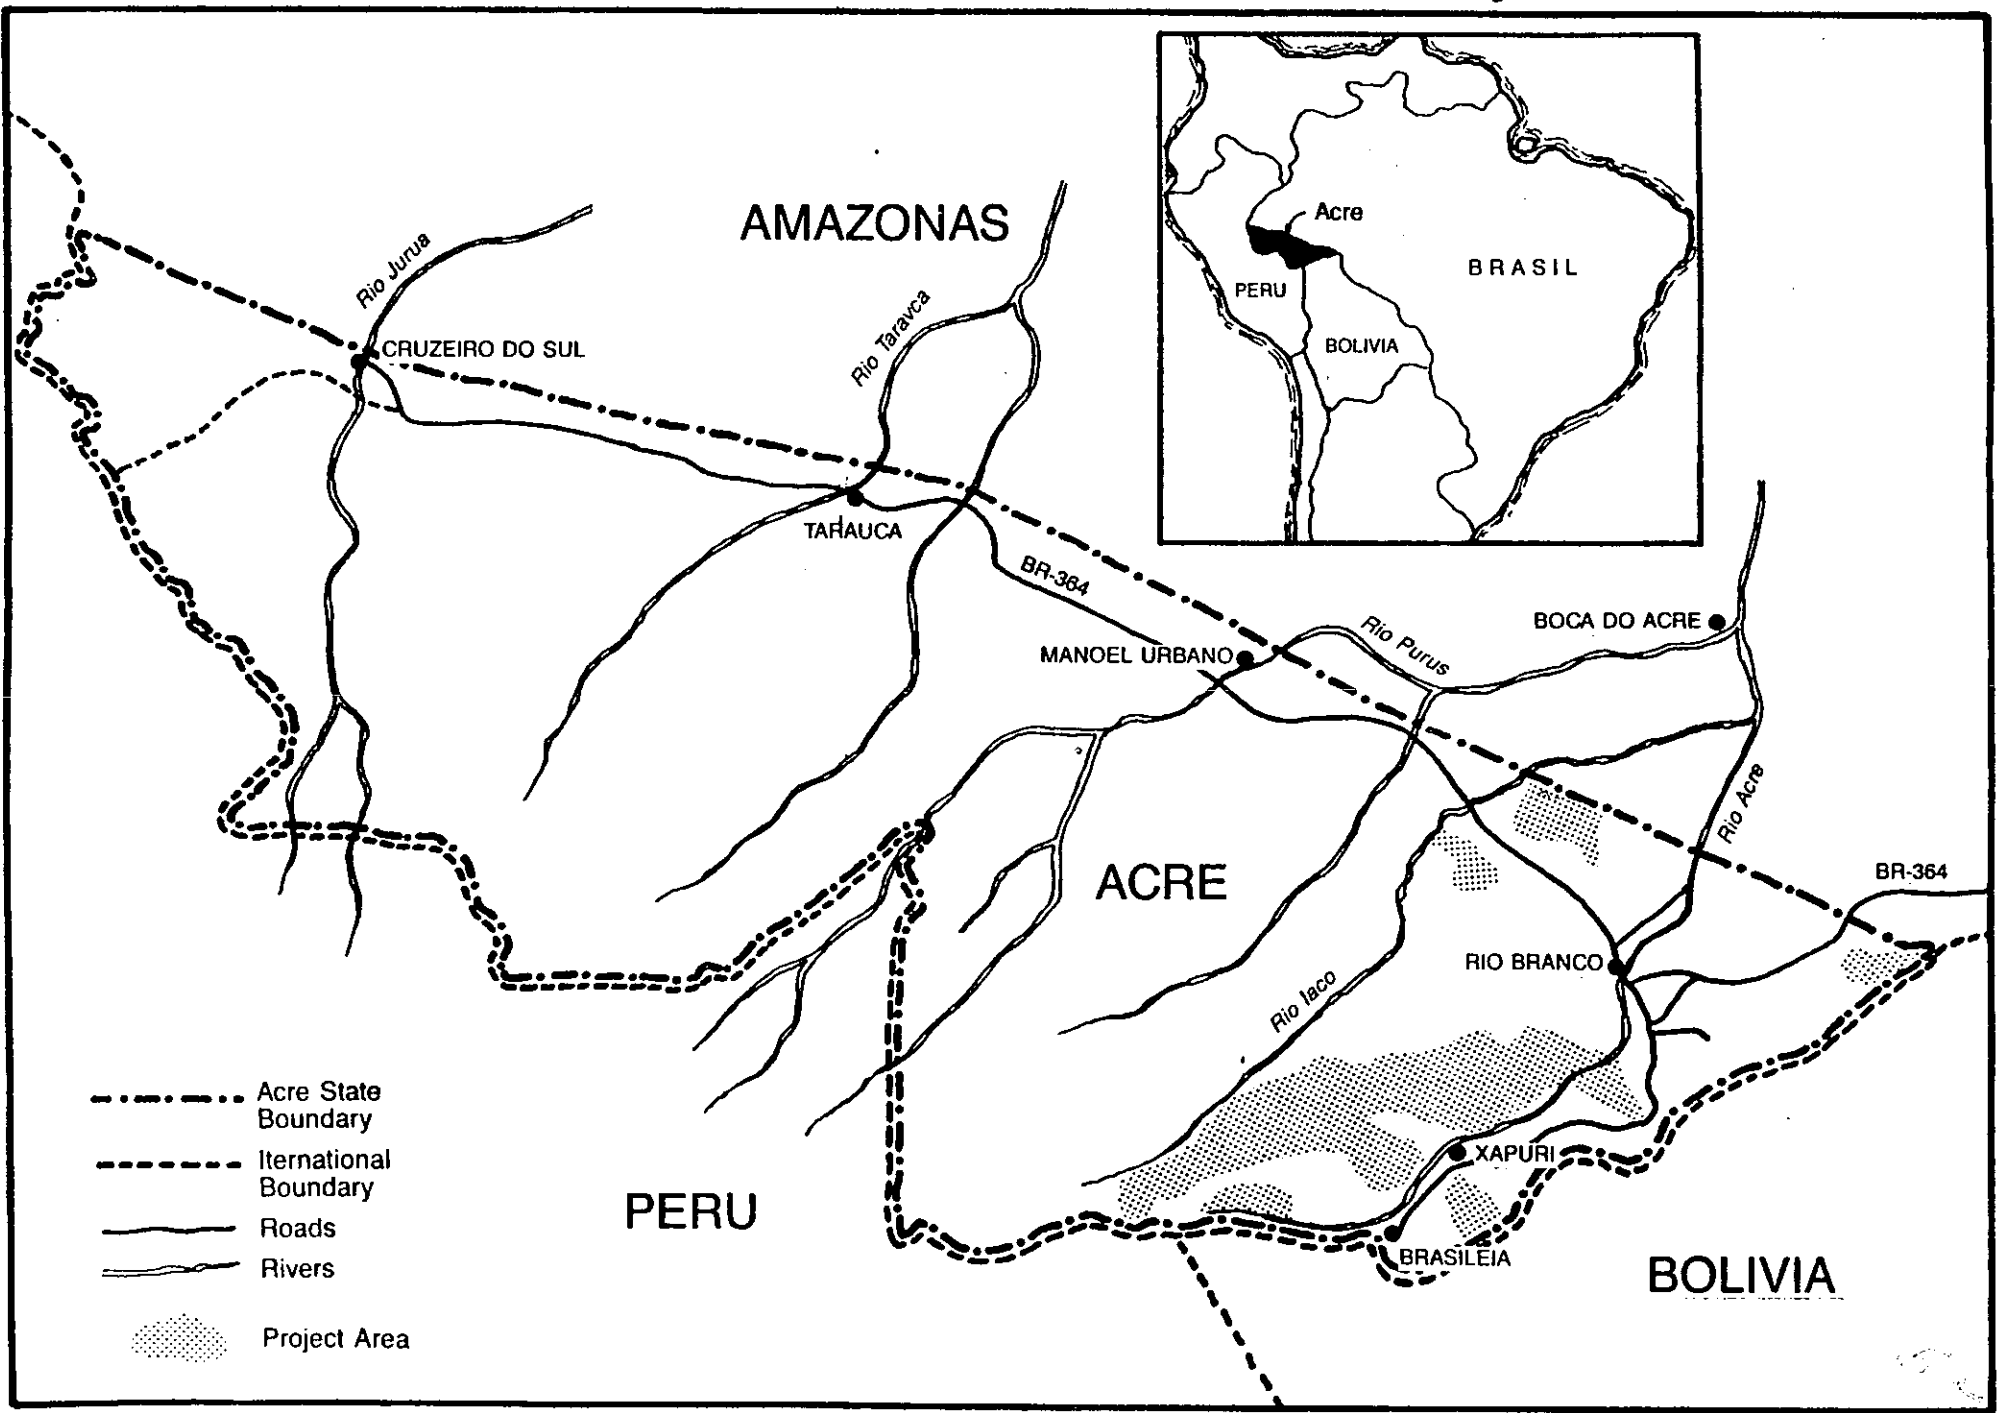 AMAZONAS
Acre
BRASIL
PERU
BOLIVIA
Rio Jurua
CRUZEIRO DO SUL
Rio Taravca
TARAUCA
BR-364
MANOEL URBANO
Rio Purus
BOCA DO ACRE
Rio Acre
ACRE
BR-364
RIO BRANCO
Rio Iaco
XAPURI
BRASILEIA
PERU
BOLIVIA
Acre State
Boundary
Iternational
Boundary
Roads
Rivers
Project Area